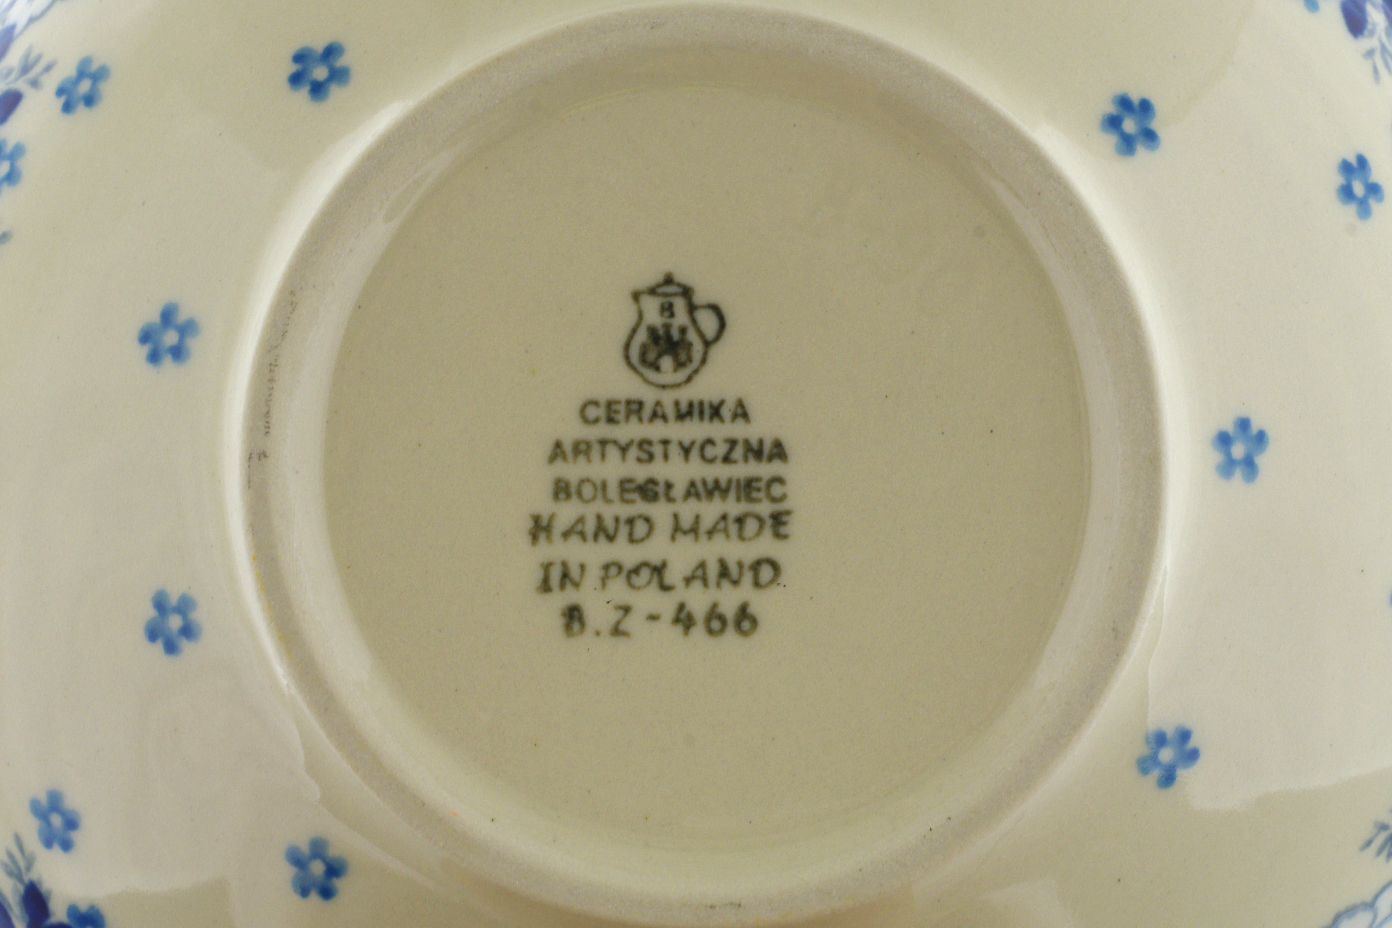 B
CERAMIKA
ARTYSTYCZNA
BOLESŁAWIEC
HAND MADE
IN POLAND
B.Z-466